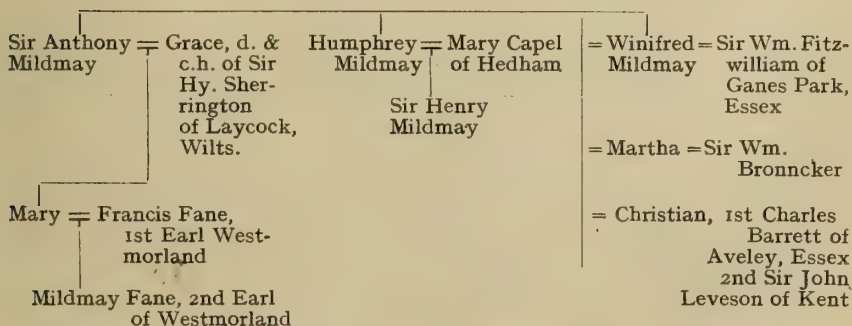 Sir Anthony = Grace, d. &
Mildmay c.h. of Sir
Hy. Sher-
rington
of Laycock,
Wilts.
Humphrey = Mary Capel
Mildmay of Hedham
Sir Henry
Mildmay
= Winifred = Sir Wm. Fitz-
Mildmay william of
Ganes Park,
Essex
= Martha = Sir Wm.
Bronncker
= Christian, 1st Charles
Barrett of
Aveley, Essex
2nd Sir John
Leveson of Kent
Mary = Francis Fane,
1st Earl West-
morland
Mildmay Fane, 2nd Earl
of Westmorland